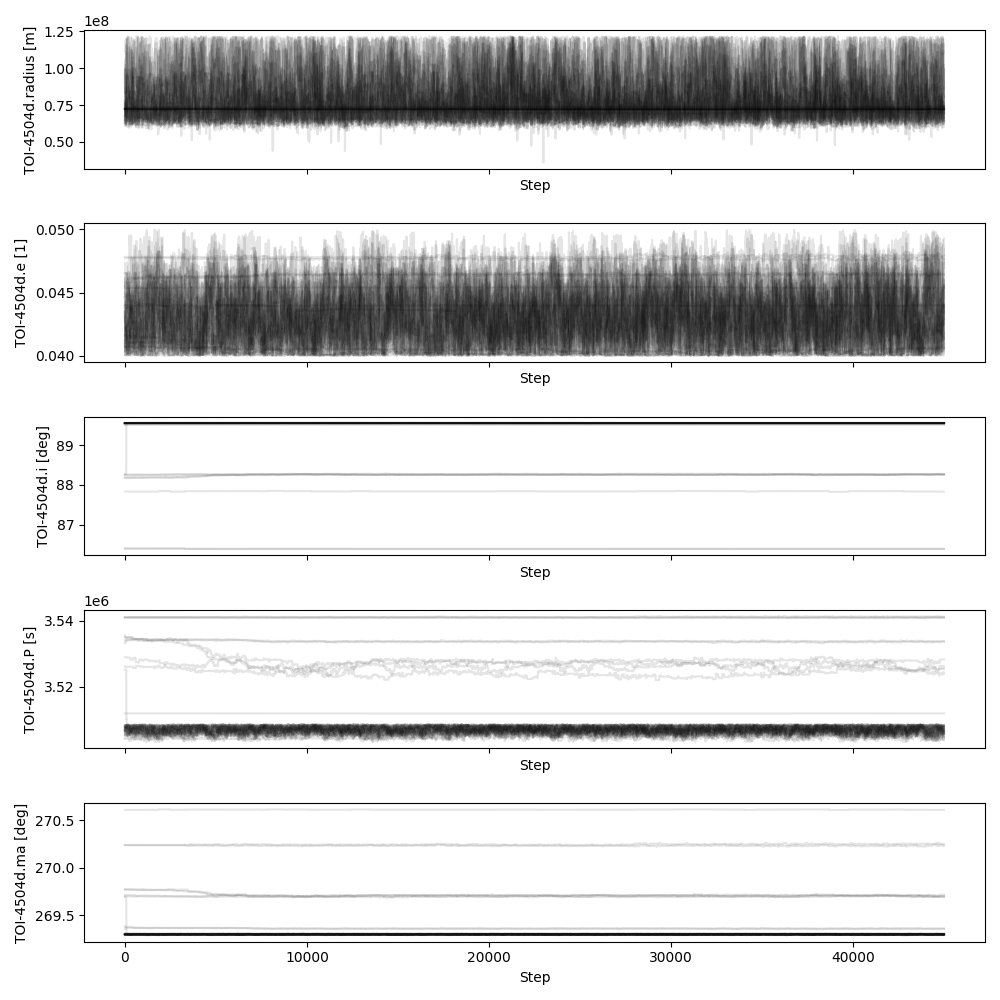 1e8
TOI-4504d.radius [m]
1.25
1.00
0.75
0.50
Step
TOI-4504d.e [1]
0.050
0.045
0.040
Step
TOI-4504d.i [deg]
89
88
87
Step
1e6
TOI-4504d.P [s]
3.54
3.52
Step
TOI-4504d.ma [deg]
270.5
270.0
269.5
0 10000 20000 30000 40000
Step